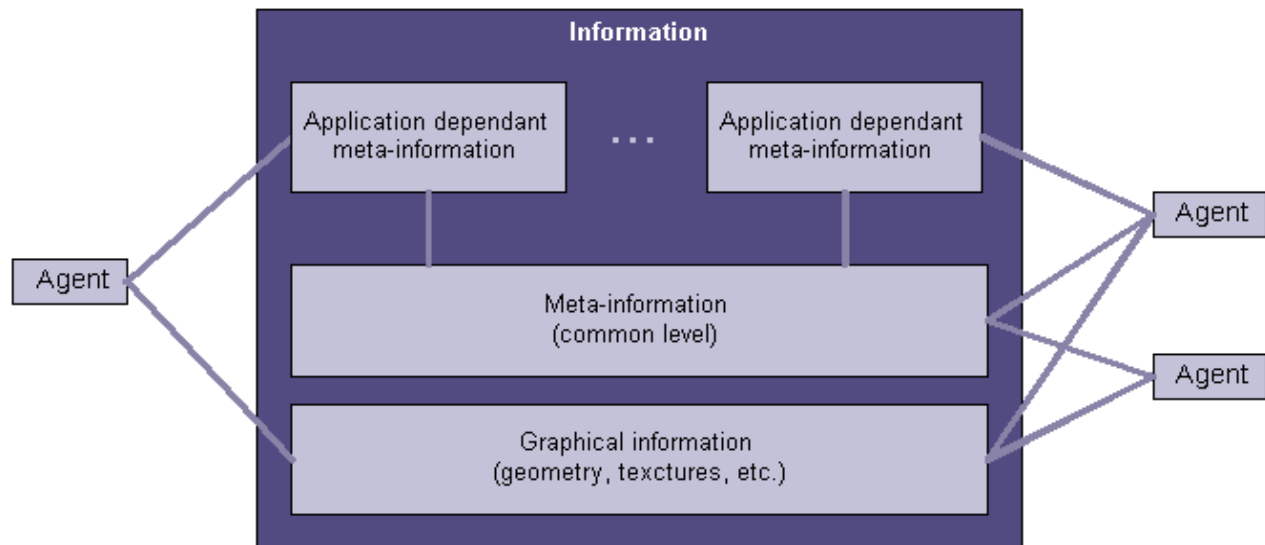 Information
Application dependant
meta-information
...
Application dependant
meta-information
Agent
Agent
Meta-information
(common level)
Agent
Graphical information
(geometry, texctures, etc.)